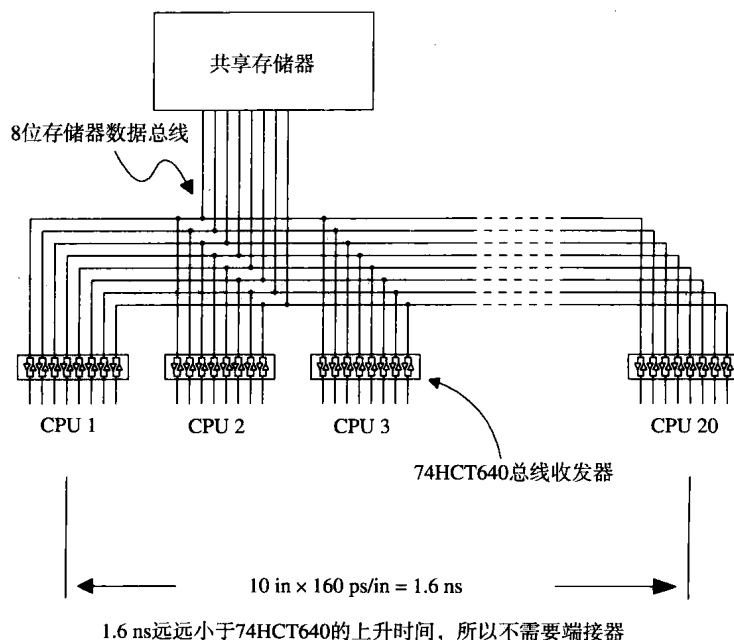 共享存储器
8位存储器数据总线
CPU 1
CPU 2
CPU 3
CPU 20
74HCT640总线收发器
10 in × 160 ps/in = 1.6 ns
1.6 ns远远小于74HCT640的上升时间，所以不需要端接器